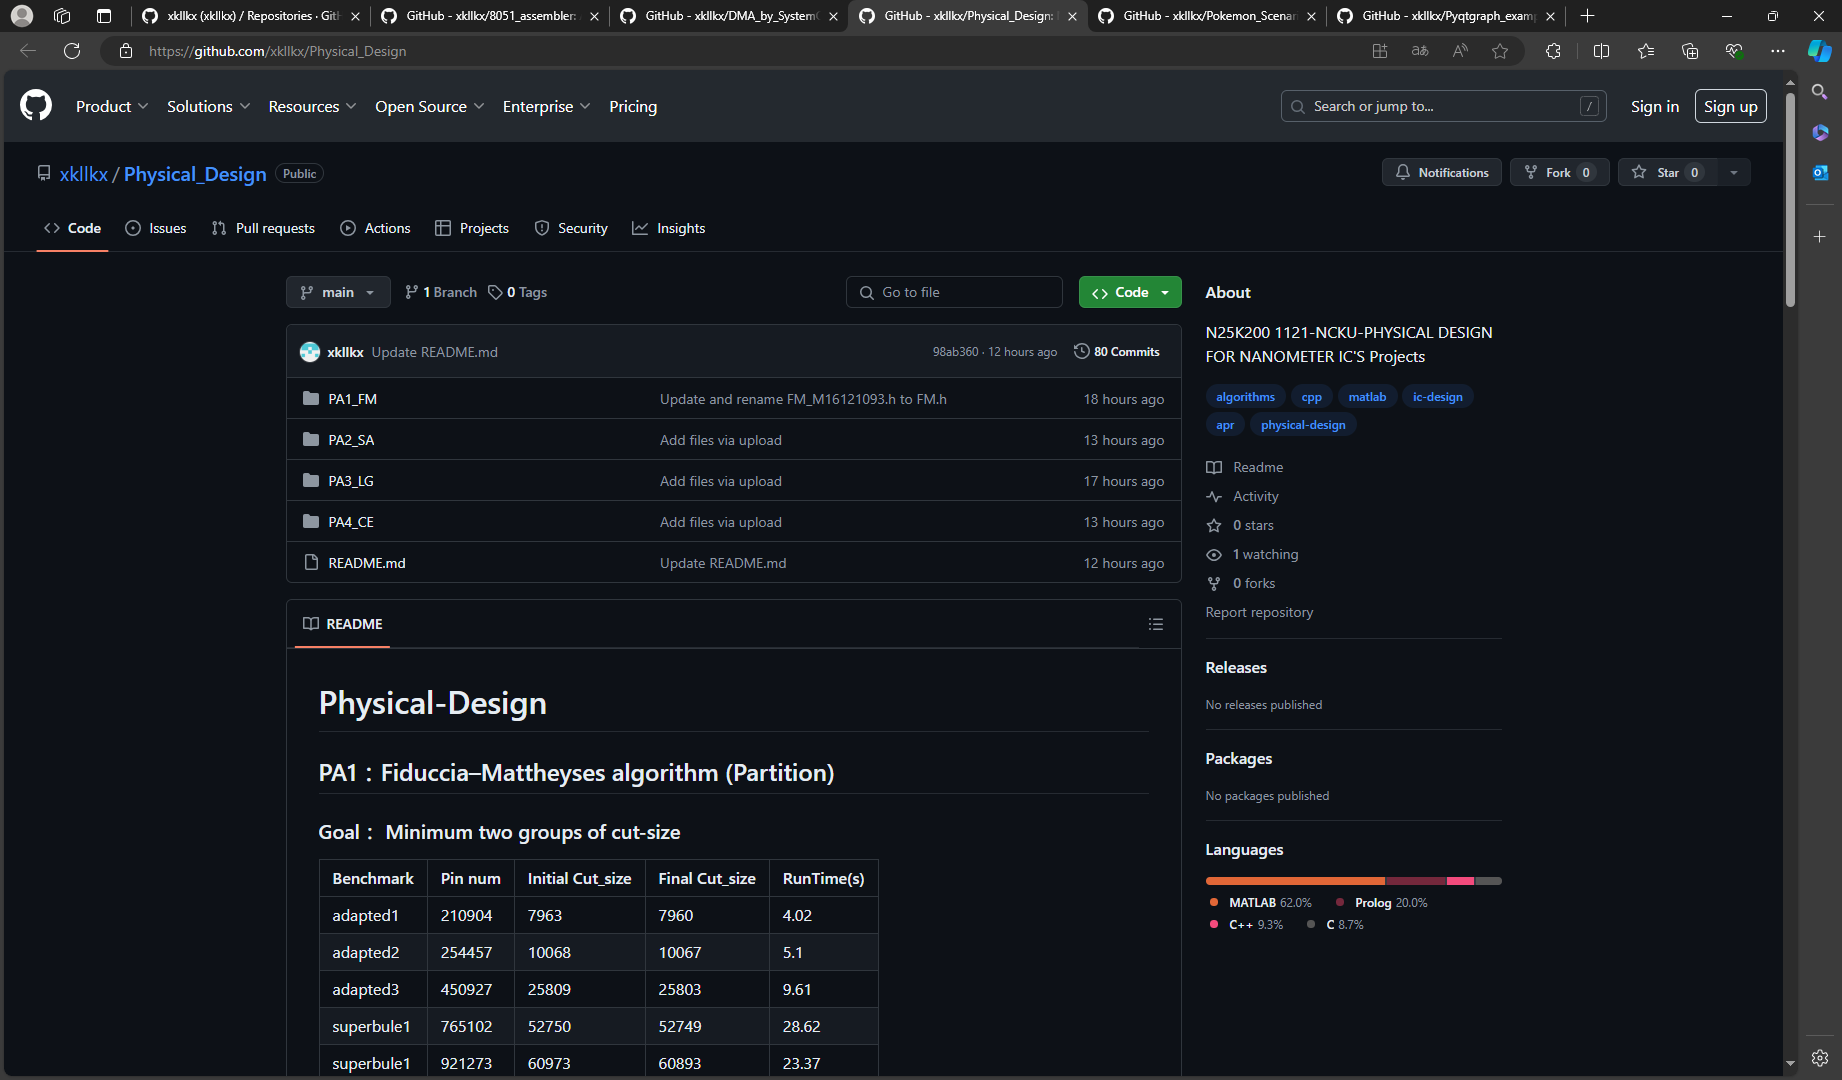 xkllkx (xkllkx) / Repositories · GitH
GitHub - xkllkx/8051_assembler: A
GitHub - xkllkx/DMA_by_SystemC
GitHub - xkllkx/Physical_Design:
GitHub - xkllkx/Pokemon_Scenari
GitHub - xkllkx/Pyqtgraph_examp
https://github.com/xkllkx/Physical_Design
Product
Solutions
Resources
Open Source
Enterprise
Pricing
Search or jump to...
/
Sign in
Sign up
xkllkx / Physical_Design
Public
Notifications
Fork 0
Star 0
Code
Issues
Pull requests
Actions
Projects
Security
Insights
main
1 Branch
0 Tags
Go to file
Code
xkllkx Update README.md
98ab360 · 12 hours ago
80 Commits
PA1_FM Update and rename FM_M16121093.h to FM.h 18 hours ago
PA2_SA Add files via upload 13 hours ago
PA3_LG Add files via upload 17 hours ago
PA4_CE Add files via upload 13 hours ago
README.md Update README.md 12 hours ago
README
Physical-Design
PA1：Fiduccia–Mattheyses algorithm (Partition)
Goal： Minimum two groups of cut-size
Benchmark Pin num Initial Cut_size Final Cut_size RunTime(s)
adapted1 210904 7963 7960 4.02
adapted2 254457 10068 10067 5.1
adapted3 450927 25809 25803 9.61
superbule1 765102 52750 52749 28.62
superbule1 921273 60973 60893 23.37
About
N25K200 1121-NCKU-PHYSICAL DESIGN
FOR NANOMETER IC'S Projects
algorithms cpp matlab ic-design
apr physical-design
Readme
Activity
0 stars
1 watching
0 forks
Report repository
Releases
No releases published
Packages
No packages published
Languages
MATLAB 62.0% Prolog 20.0%
C++ 9.3% C 8.7%